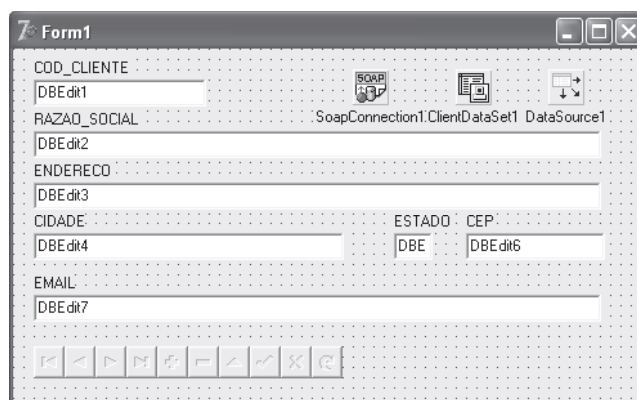 7 Form1
COD_CLIENTE
DBEdit1
SOAP
SoapConnection1 ClientDataSet1 DataSource1
RAZAO_SOCIAL
DBEdit2
ENDERECO
DBEdit3
CIDADE ESTADO CEP
DBEdit4 DBE DBEdit6
EMAIL
DBEdit7